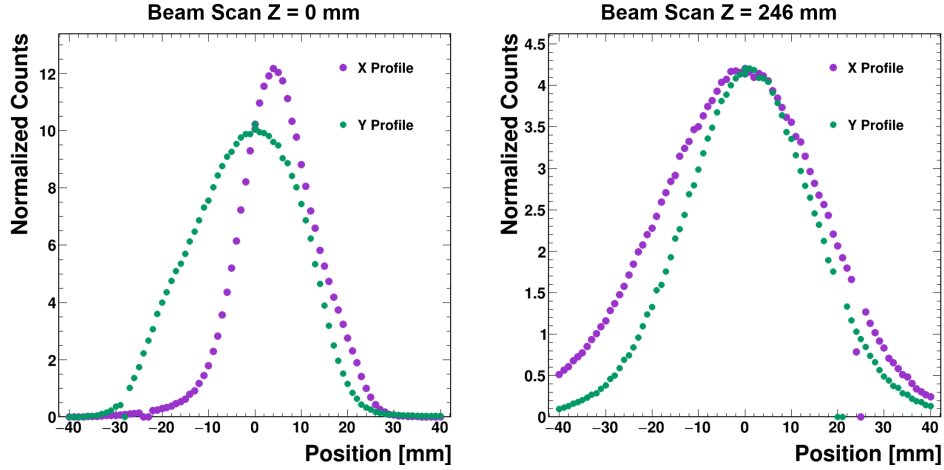 Beam Scan Z = 0 mm
Normalized Counts
12
10
8
6
4
2
0
X Profile
Y Profile
−40 −30 −20 −10 0 10 20 30 40
Position [mm]
Beam Scan Z = 246 mm
Normalized Counts
4.5
4
3.5
3
2.5
2
1.5
1
0.5
0
X Profile
Y Profile
−40 −30 −20 −10 0 10 20 30 40
Position [mm]